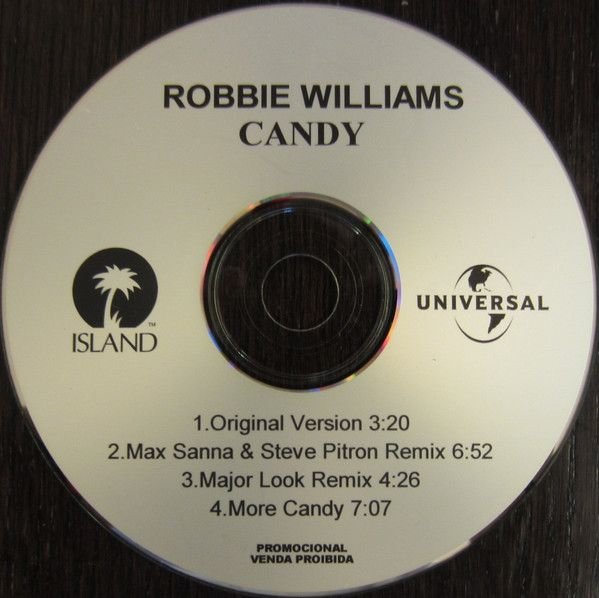 ROBBIE WILLIAMS
CANDY
ISLAND™
UNIVERSAL
1.Original Version 3:20
2.Max Sanna & Steve Pitron Remix 6:52
3.Major Look Remix 4:26
4.More Candy 7:07
PROMOCIONAL
VENDA PROIBIDA